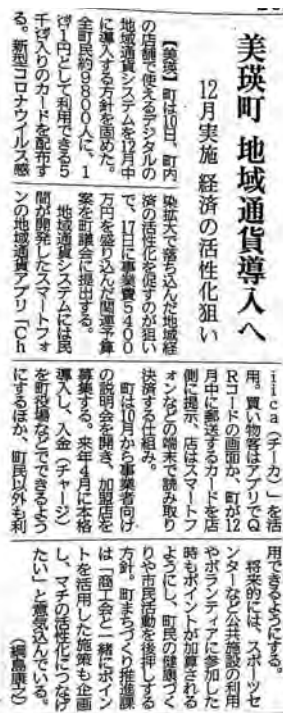 美瑛町 地域通貨導入へ
12月実施 経済の活性化狙い
【美瑛】町は10日、町内
の店舗で使えるデジタルの
地域通貨システムを12月中
に導入する方針を固めた。
全町民約9800人に、1
㌽1円として利用できる5
千㌽入りのカードを配布す
る。新型コロナウイルス感
染拡大で落ち込んだ地域経
済の活性化を促すのが狙い
で、17日に事業費5400
万円を盛り込んだ関連予算
案を町議会に提出する。
地域通貨システムには民
間が開発したスマートフォ
ンの地域通貨アプリ「Ch
iica（チーカ）」を活
用。買い物客はアプリでQ
Rコードの画面か、町が12
月中に郵送するカードを店
側に提示、店はスマートフ
ォンなどの端末で読み取り
決済する仕組み。
町は10月から事業者向け
の説明会を開き、加盟店を
募集する。来年4月に本格
導入し、入金（チャージ）
を町役場などでできるよう
にするほか、町民以外も利
用できるようにする。
将来的には、スポーツセ
ンターなど公共施設の利用
やボランティアに参加した
時もポイントが加算される
ようにし、町民の健康づく
りや市民活動を後押しする
方針。町まちづくり推進課
は「商工会と一緒にポイン
トを活用した施策も企画
し、マチの活性化につなげ
たい」と意気込んでいる。
（綱島康之）